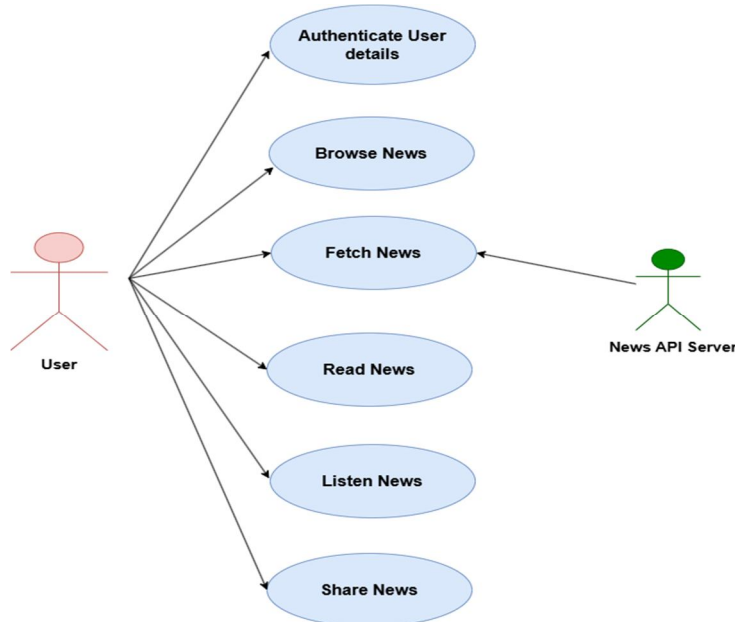 Authenticate User
details
Browse News
Fetch News
Read News
Listen News
Share News
User
News API Server